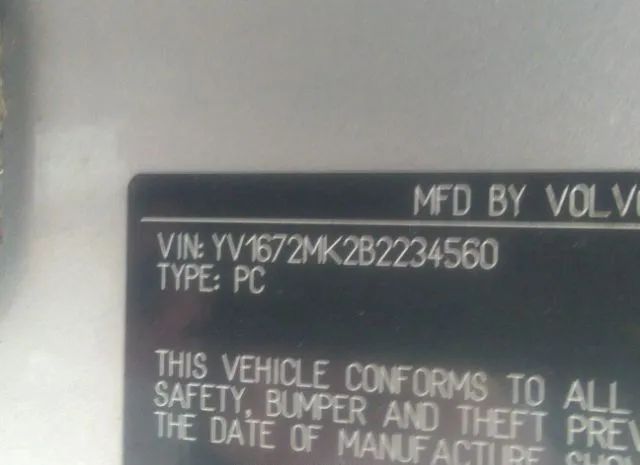 MFD BY VOLVO
VIN: YV1672MK2B2234560
TYPE: PC
THIS VEHICLE CONFORMS TO ALL
SAFETY, BUMPER AND THEFT PREV
THE DATE OF MANUFACTURE